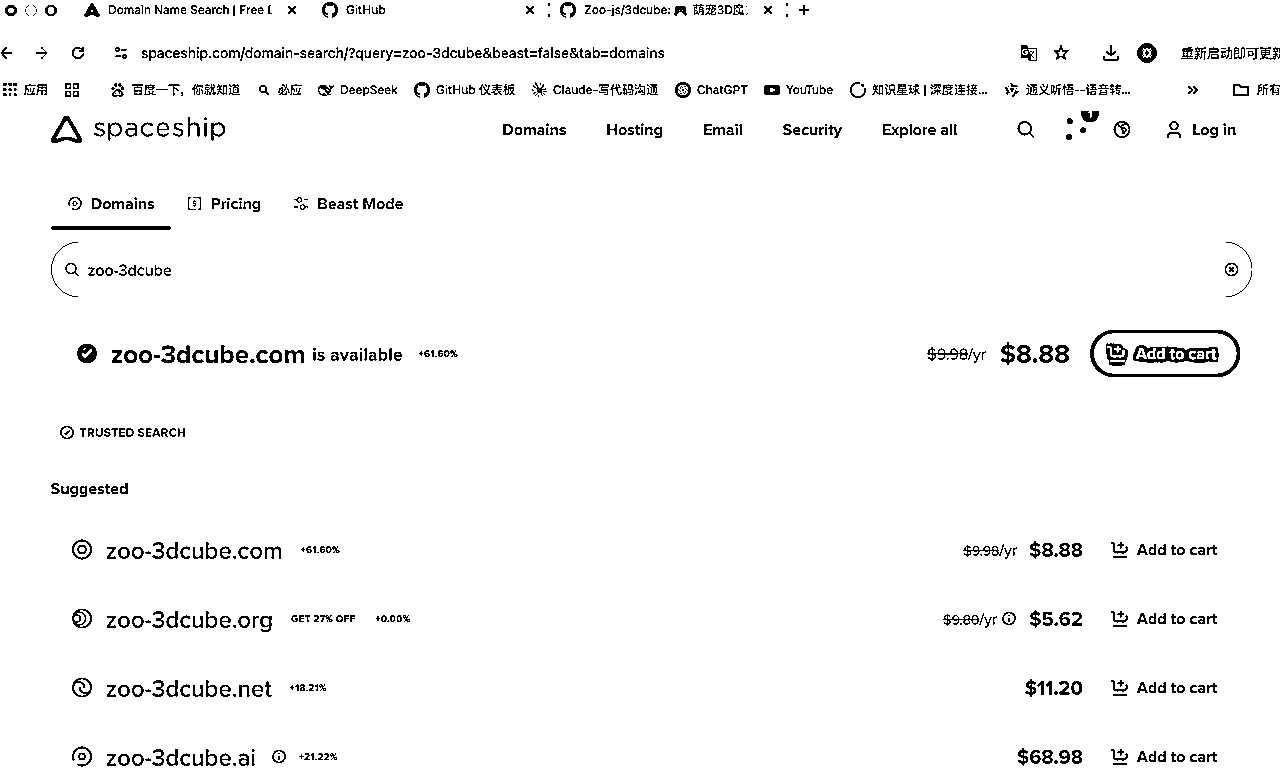 Domain Name Search | Free
GitHub
Zoo-js/3dcube: 🎮 萌宠3D魔
spaceship.com/domain-search/?query=zoo-3dcube&beast=false&tab=domains
重新启动即可更新
应用
百度一下，你就知道
必应
DeepSeek
GitHub 仪表板
Claude-写代码沟通
ChatGPT
YouTube
知识星球 | 深度连接...
通义听悟--语音转...
»
所有
spaceship
Domains
Hosting
Email
Security
Explore all
Log in
Domains
Pricing
Beast Mode
zoo-3dcube
zoo-3dcube.com is available +61.60% $9.98/yr $8.88 Add to cart
TRUSTED SEARCH
Suggested
zoo-3dcube.com +61.60% $9.98/yr $8.88 Add to cart
zoo-3dcube.org GET 27% OFF +0.00% $9.80/yr $5.62 Add to cart
zoo-3dcube.net +18.21% $11.20 Add to cart
zoo-3dcube.ai +21.22% $68.98 Add to cart